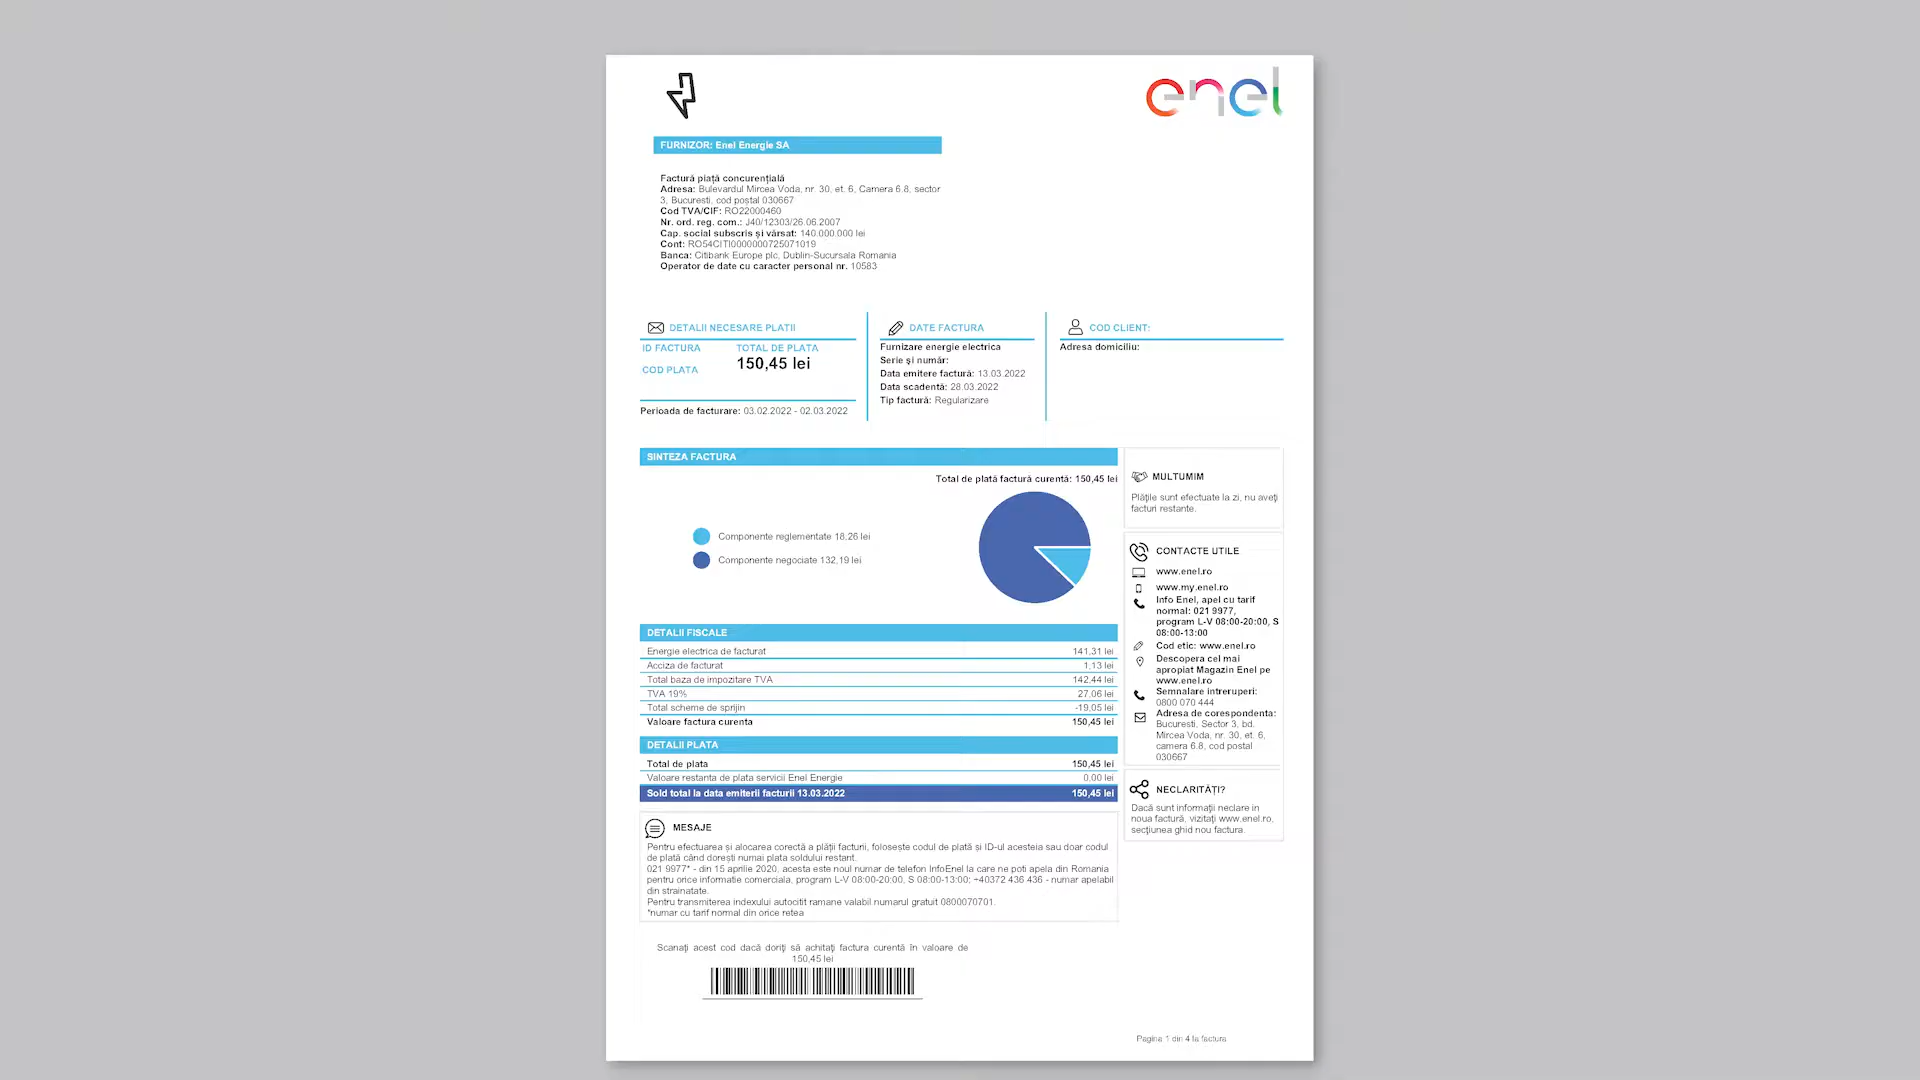 enel
FURNIZOR: Enel Energie SA
Factură piață concurențială
Adresa: Bulevardul Mircea Voda, nr. 30, et. 6, Camera 6.8, sector
3, Bucuresti, cod poștal 030667
Cod TVA/CIF: RO22000460
Nr. ord. reg. com.: J40/12303/26.06.2007
Cap. social subscris și vărsat: 140.000.000 lei
Cont: RO54CITI0000000725071019
Banca: Citibank Europe plc, Dublin-Sucursala Romania
Operator de date cu caracter personal nr. 10583
DETALII NECESARE PLATII
ID FACTURA
TOTAL DE PLATA
150,45 lei
COD PLATA
Perioada de facturare: 03.02.2022 - 02.03.2022
DATE FACTURA
Furnizare energie electrica
Serie şi număr:
Data emitere factură: 13.03.2022
Data scadentă: 28.03.2022
Tip factură: Regularizare
COD CLIENT:
Adresa domiciliu:
SINTEZA FACTURA
Total de plată factură curentă: 150,45 lei
Componente reglementate 18,26 lei
Componente negociate 132,19 lei
DETALII FISCALE
Energie electrica de facturat 141,31 lei
Acciza de facturat 1,13 lei
Total baza de impozitare TVA 142,44 lei
TVA 19% 27,06 lei
Total scheme de sprijin -19,05 lei
Valoare factura curenta 150,45 lei
DETALII PLATA
Total de plata 150,45 lei
Valoare restanta de plata servicii Enel Energie 0,00 lei
Sold total la data emiterii facturii 13.03.2022 150,45 lei
MESAJE
Pentru efectuarea și alocarea corectă a plății facturii, folosește codul de plată și ID-ul acesteia sau doar codul
de plată când dorești numai plata soldului restant.
021 9977* - din 15 aprilie 2020, acesta este noul numar de telefon InfoEnel la care ne poti apela din Romania
pentru orice informatie comerciala, program L-V 08:00-20:00, S 08:00-13:00; +40372 436 436 - numar apelabil
din strainatate.
Pentru transmiterea indexului autocitit ramane valabil numarul gratuit 0800070701.
*numar cu tarif normal din orice retea
Scanaţi acest cod dacă doriţi să achitaţi factura curentă în valoare de
150,45 lei
MULTUMIM
Plățile sunt efectuate la zi, nu aveți
facturi restante.
CONTACTE UTILE
www.enel.ro
www.my.enel.ro
Info Enel, apel cu tarif
normal: 021 9977,
program L-V 08:00-20:00, S
08:00-13:00
Cod etic: www.enel.ro
Descopera cel mai
apropiat Magazin Enel pe
www.enel.ro
Semnalare intreruperi:
0800 070 444
Adresa de corespondenta:
Bucuresti, Sector 3, bd.
Mircea Voda, nr. 30, et. 6,
camera 6.8, cod postal
030667
NECLARITĂȚI?
Dacă sunt informații neclare in
noua factură, vizitați www.enel.ro,
secțiunea ghid nou factura.
Pagina 1 din 4 la factura